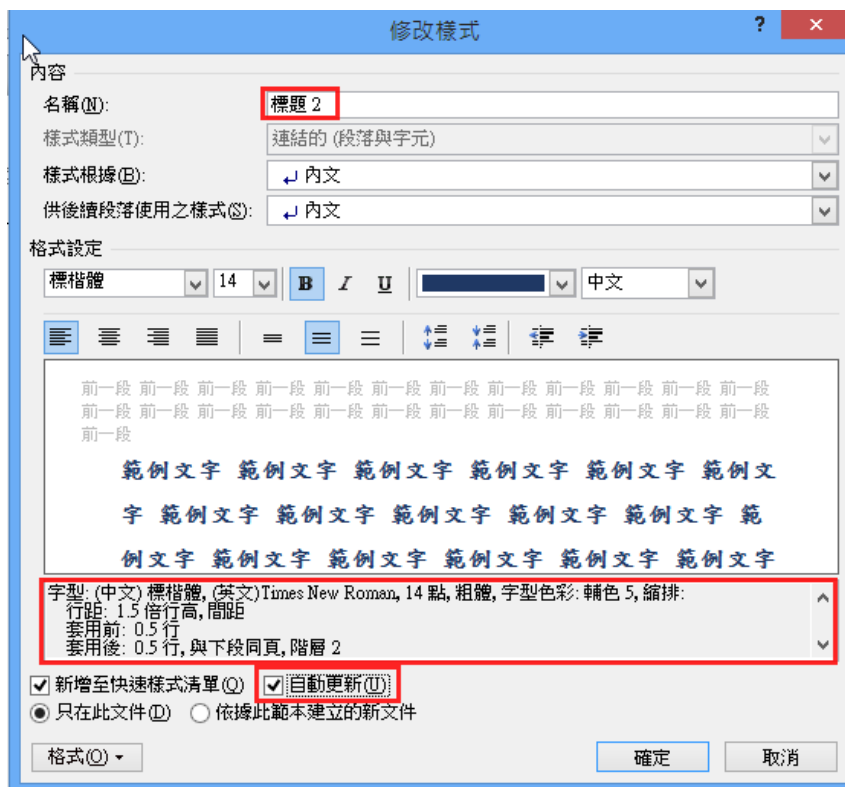 修改樣式 ?
內容
名稱(N): 標題 2
樣式類型(T): 連結的 (段落與字元)
樣式根據(B): 內文
供後續段落使用之樣式(S): 內文
格式設定
標楷體 14 B I U 中文
前一段 前一段 前一段 前一段 前一段 前一段 前一段 前一段 前一段 前一段 前一段 前一段
前一段 前一段 前一段 前一段 前一段 前一段 前一段 前一段 前一段 前一段 前一段 前一段
前一段
範例文字 範例文字 範例文字 範例文字 範例文字 範例文
字 範例文字 範例文字 範例文字 範例文字 範例文字 範
例文字 範例文字 範例文字 範例文字 範例文字 範例文字
字型: (中文) 標楷體, (英文)Times New Roman, 14 點, 粗體, 字型色彩: 輔色 5, 縮排:
行距: 1.5 倍行高, 間距
套用前: 0.5 行
套用後: 0.5 行, 與下段同頁, 階層 2
新增至快速樣式清單(Q) 自動更新(U)
只在此文件(D) 依據此範本建立的新文件
格式(O) 確定 取消